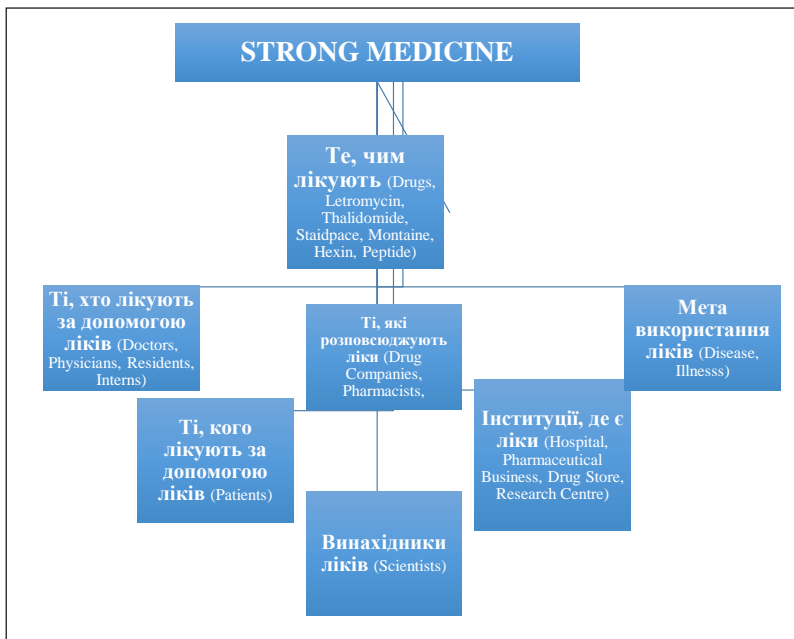 STRONG MEDICINE
Те, чим
лікують (Drugs,
Letromycin,
Thalidomide,
Staidpace, Montaine,
Hexin, Peptide)
Ті, хто лікують
за допомогою
ліків (Doctors,
Physicians, Residents,
Interns)
Ті, які
розповсюджують
ліки (Drug
Companies,
Pharmacists,
Мета
використання
ліків (Disease,
Illnesss)
Ті, кого
лікують за
допомогою
ліків (Patients)
Інституції, де є
ліки (Hospital,
Pharmaceutical
Business, Drug Store,
Research Centre)
Винахідники
ліків (Scientists)